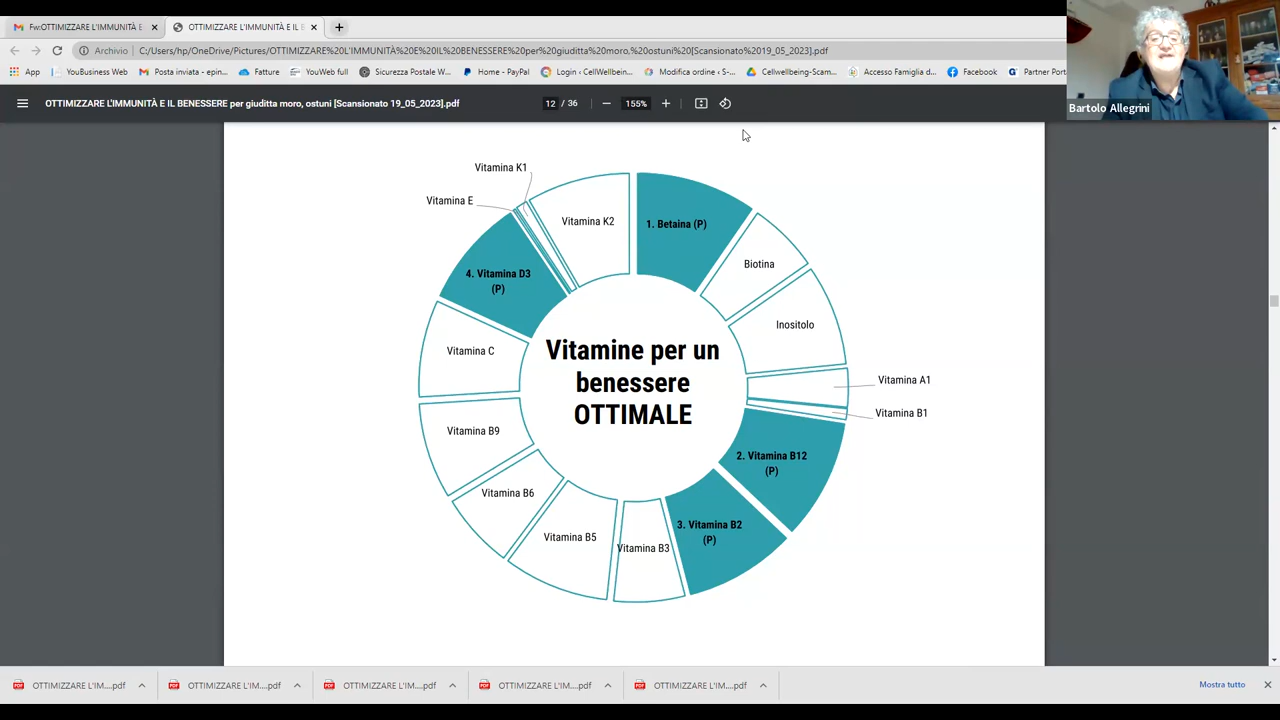 Fw:OTTIMIZZARE L'IMMUNITÀ E
OTTIMIZZARE L'IMMUNITÀ E IL B
Archivio
C:/Users/hp/OneDrive/Pictures/OTTIMIZZARE%20L'IMMUNITÀ%20E%20IL%20BENESSERE%20per%20giuditta%20moro,%20ostuni%20[Scansionato%2019_05_2023].pdf
App
YouBusiness Web
Posta inviata - epin...
Fatture
YouWeb full
Sicurezza Postale W...
Home - PayPal
Login ‹ CellWellbein...
Modifica ordine ‹ S-...
Cellwellbeing-Scam...
Accesso Famiglia d...
Facebook
Partner Port
OTTIMIZZARE L'IMMUNITÀ E IL BENESSERE per giuditta moro, ostuni [Scansionato 19_05_2023].pdf
12 / 36
155%
Bartolo Allegrini
Vitamina K1
Vitamina E
Vitamina K2
1. Betaina (P)
Biotina
4. Vitamina D3
(P)
Inositolo
Vitamina C
Vitamine per un
benessere
OTTIMALE
Vitamina A1
Vitamina B1
Vitamina B9
2. Vitamina B12
(P)
Vitamina B6
3. Vitamina B2
(P)
Vitamina B5
Vitamina B3
OTTIMIZZARE L'IM....pdf
OTTIMIZZARE L'IM....pdf
OTTIMIZZARE L'IM....pdf
OTTIMIZZARE L'IM....pdf
OTTIMIZZARE L'IM....pdf
Mostra tutto